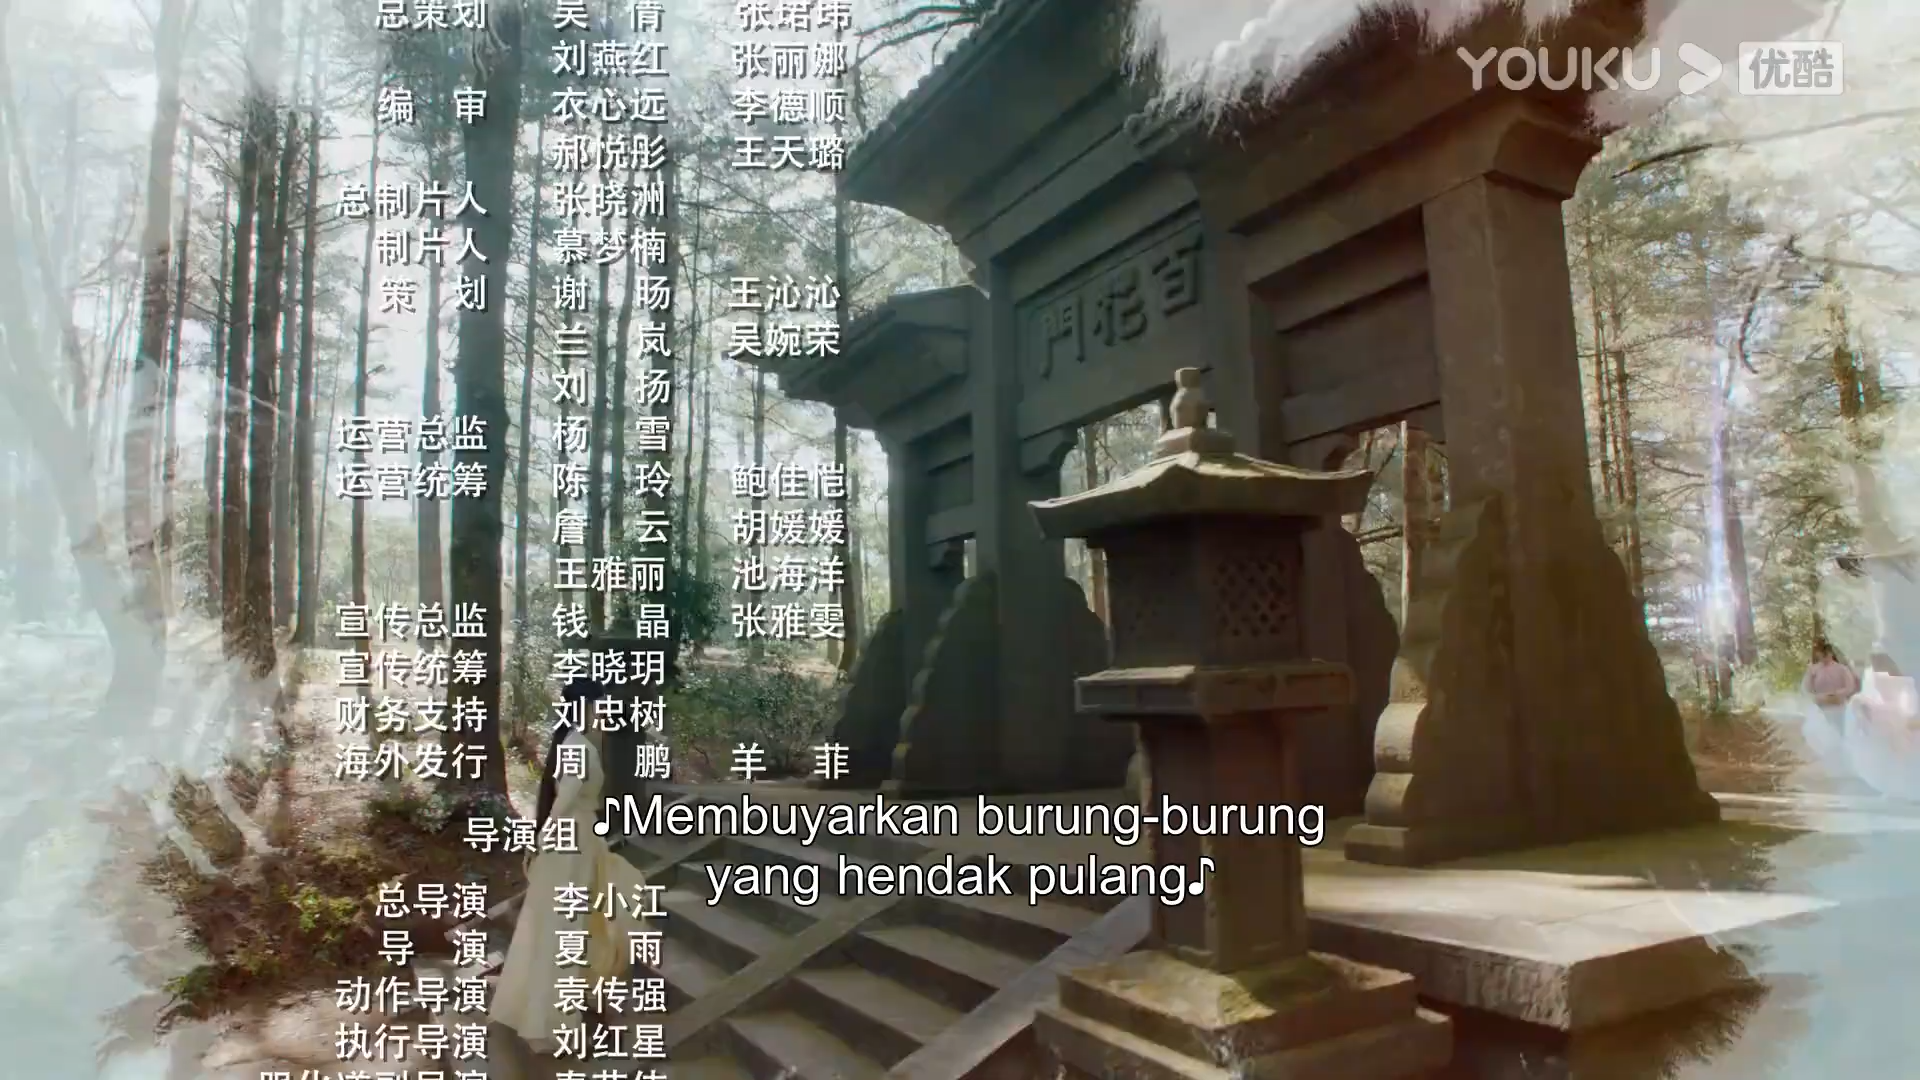 总策划 吴倩 张珺玮
YOUKU 优酷
刘燕红 张丽娜
编审 衣心远 李德顺
郝悦彤 王天璐
总制片人 张晓洲
制片人 慕梦楠
策划 谢旸 王沁沁
兰岚 吴婉荣
刘扬
門花百
运营总监 杨雪
运营统筹 陈玲 鲍佳恺
詹云 胡媛媛
王雅丽 池海洋
宣传总监 钱晶 张雅雯
宣传统筹 李晓玥
财务支持 刘忠树
海外发行 周鹏 羊菲
导演组
♪Membuyarkan burung-burung
yang hendak pulang♪
总导演 李小江
导演 夏雨
动作导演 袁传强
执行导演 刘红星